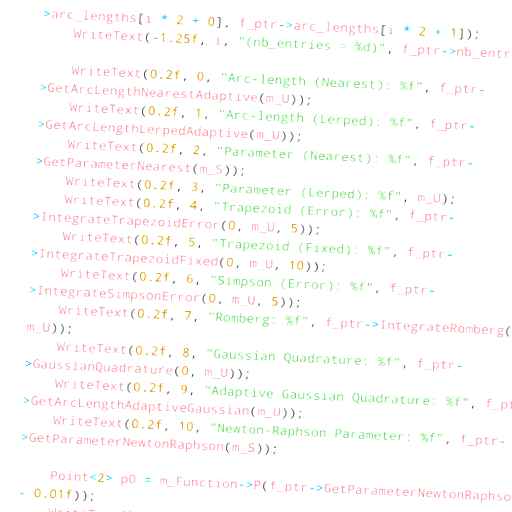 >arc_lengths[i * 2 + 0], f_ptr->arc_lengths[i * 2 + 1]);
WriteText(-1.25f, i, "(nb_entries = %d)", f_ptr->nb_entr
WriteText(0.2f, 0, "Arc-length (Nearest): %f", f_ptr-
>GetArcLengthNearestAdaptive(m_U));
WriteText(0.2f, 1, "Arc-length (Lerped): %f", f_ptr-
>GetArcLengthLerpedAdaptive(m_U));
WriteText(0.2f, 2, "Parameter (Nearest): %f", f_ptr-
>GetParameterNearest(m_S));
WriteText(0.2f, 3, "Parameter (Lerped): %f", m_U);
WriteText(0.2f, 4, "Trapezoid (Error): %f", f_ptr-
>IntegrateTrapezoidError(0, m_U, 5));
WriteText(0.2f, 5, "Trapezoid (Fixed): %f", f_ptr-
>IntegrateTrapezoidFixed(0, m_U, 10));
WriteText(0.2f, 6, "Simpson (Error): %f", f_ptr-
>IntegrateSimpsonError(0, m_U, 5));
WriteText(0.2f, 7, "Romberg: %f", f_ptr->IntegrateRomberg(
m_U));
WriteText(0.2f, 8, "Gaussian Quadrature: %f", f_ptr-
>GaussianQuadrature(0, m_U));
WriteText(0.2f, 9, "Adaptive Gaussian Quadrature: %f", f_pt
>GetArcLengthAdaptiveGaussian(m_U));
WriteText(0.2f, 10, "Newton-Raphson Parameter: %f", f_ptr-
>GetParameterNewtonRaphson(m_S));
Point<2> p0 = m_Function->P(f_ptr->GetParameterNewtonRaphso
- 0.01f));